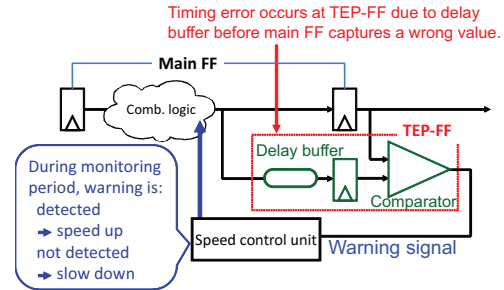 Timing error occurs at TEP-FF due to delay
buffer before main FF captures a wrong value.
Main FF
Comb. logic
TEP-FF
Delay buffer
Comparator
During monitoring
period, warning is:
detected
➔ speed up
not detected
➔ slow down
Speed control unit
Warning signal